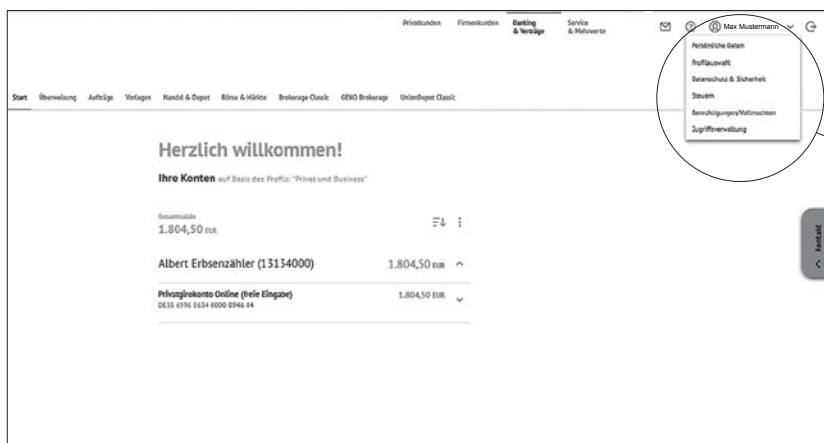 Privatkunden Firmenkunden Banking & Verträge Service & Mehrwerte Max Mustermann
Persönliche Daten
Profilauswahl
Datenschutz & Sicherheit
Steuern
Berechtigungen/Vollmachten
Zugriffsverwaltung
Start Überweisung Aufträge Vorlagen Handel & Depot Börse & Märkte Brokerage Classic GENO Brokerage UnionDepot Classic
Herzlich willkommen!
Ihre Konten auf Basis des Profils: "Privat und Business"
Gesamtsaldo
1.804,50 EUR
Albert Erbsenzähler (13134000) 1.804,50 EUR
Privatgirokonto Online (freie Eingabe) 1.804,50 EUR
Kontakt